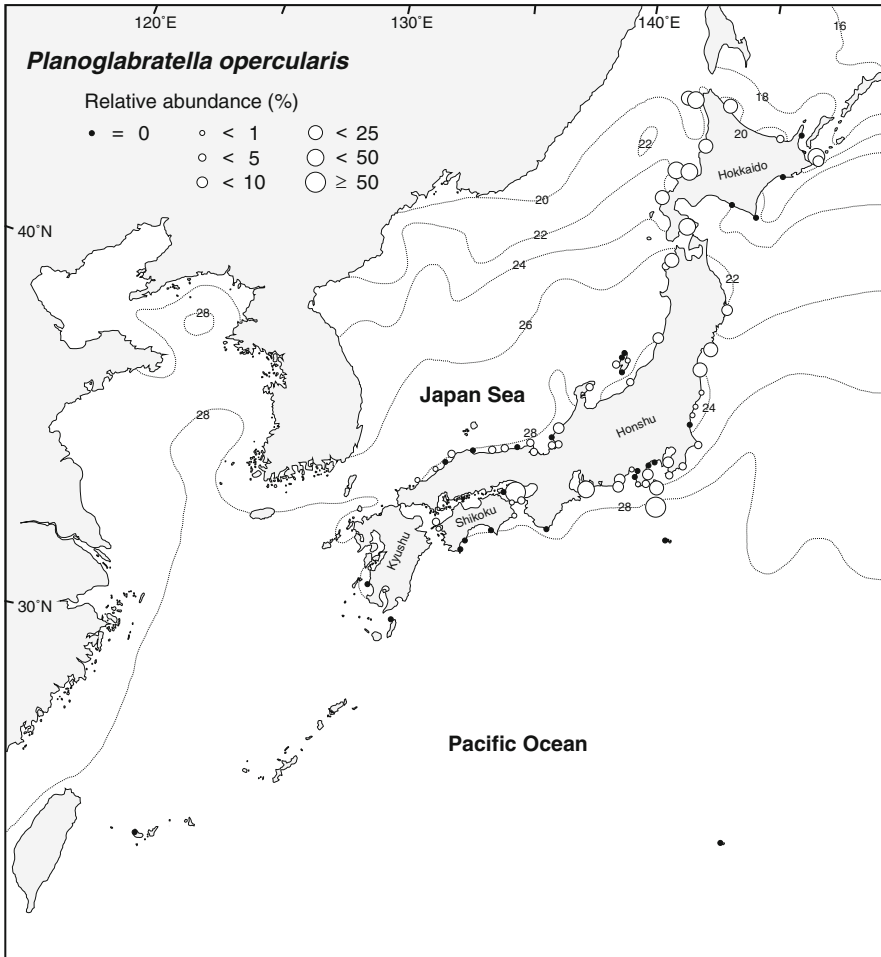 120°E 130°E 140°E
16
Planoglabratella opercularis
Relative abundance (%)
• = 0 ○ < 1 ○ < 25
○ < 5 ○ < 50
○ < 10 ○ ≥ 50
18
20
22
Hokkaido
20
40°N
22
24
22
28
26
Japan Sea
24
28
28
Honshu
28
Shikoku
Kyushu
30°N
Pacific Ocean